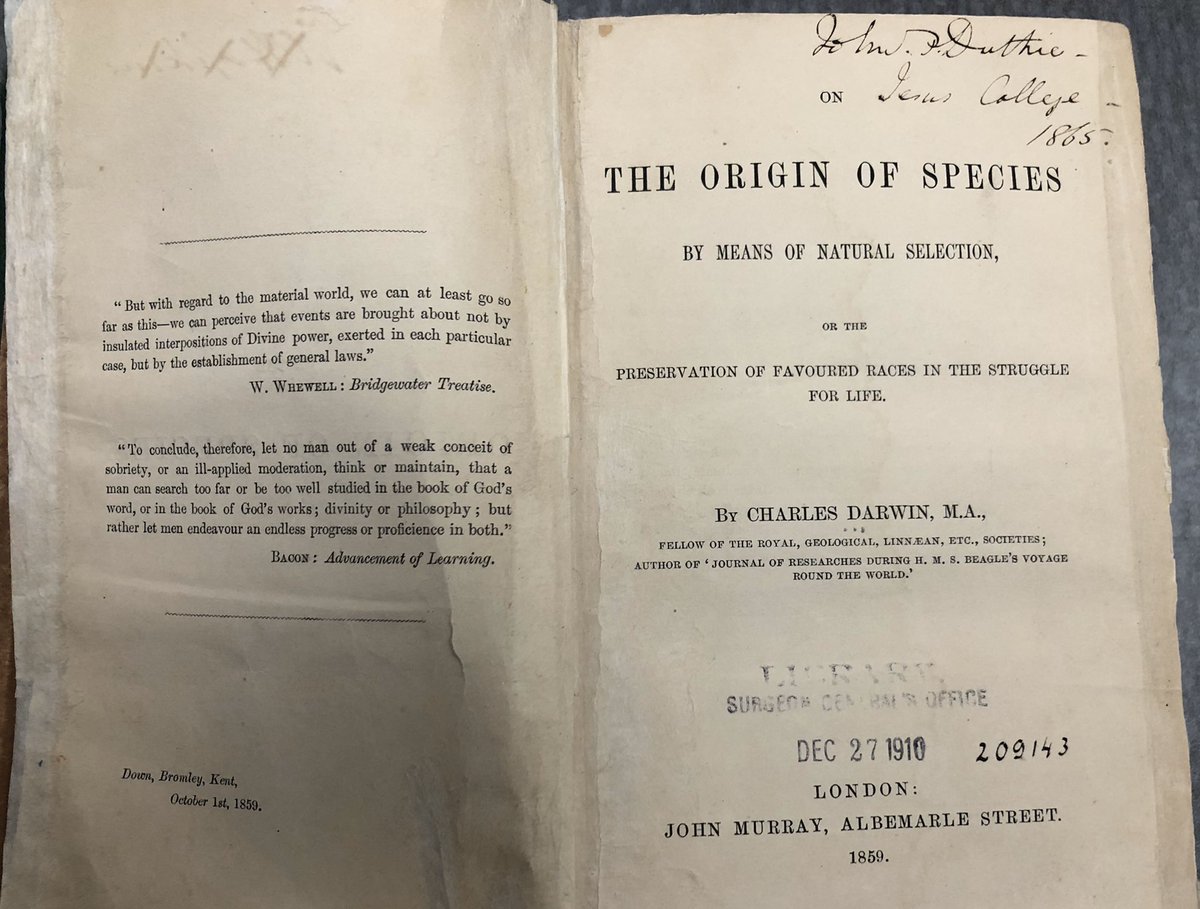 “ But with regard to the material world, we can at least go so
far as this—we can perceive that events are brought about not by
insulated interpositions of Divine power, exerted in each particular
case, but by the establishment of general laws.”
W. WHEWELL : Bridgewater Treatise.
“To conclude, therefore, let no man out of a weak conceit of
sobriety, or an ill-applied moderation, think or maintain, that a
man can search too far or be too well studied in the book of God’s
word, or in the book of God’s works ; divinity or philosophy ; but
rather let men endeavour an endless progress or proficience in both.”
BACON : Advancement of Learning.
Down, Bromley, Kent,
October 1st, 1859.
John. P. Duthie -
ON
Jesus College -
1865.
THE ORIGIN OF SPECIES
BY MEANS OF NATURAL SELECTION,
OR THE
PRESERVATION OF FAVOURED RACES IN THE STRUGGLE
FOR LIFE.
BY CHARLES DARWIN, M.A.,
FELLOW OF THE ROYAL, GEOLOGICAL, LINNÆAN, ETC., SOCIETIES ;
AUTHOR OF ‘ JOURNAL OF RESEARCHES DURING H. M. S. BEAGLE’S VOYAGE
ROUND THE WORLD.’
LIBRARY
SURGEON GENERAL'S OFFICE
DEC 27 1910
209143
LONDON:
JOHN MURRAY, ALBEMARLE STREET.
1859.